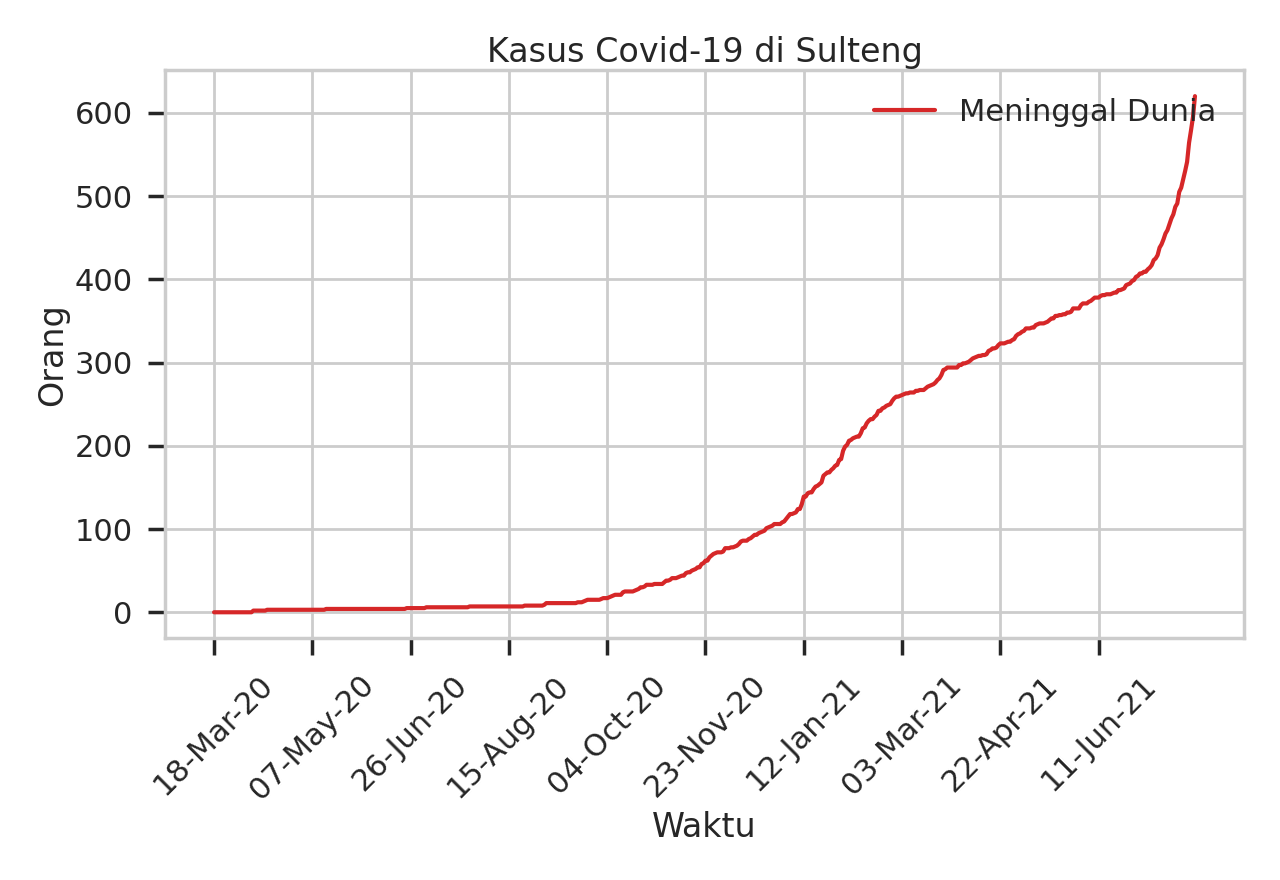 Kasus Covid-19 di Sulteng
Meninggal Dunia
600
500
400
300
200
100
0
Orang
18-Mar-20
07-May-20
26-Jun-20
15-Aug-20
04-Oct-20
23-Nov-20
12-Jan-21
03-Mar-21
22-Apr-21
11-Jun-21
Waktu